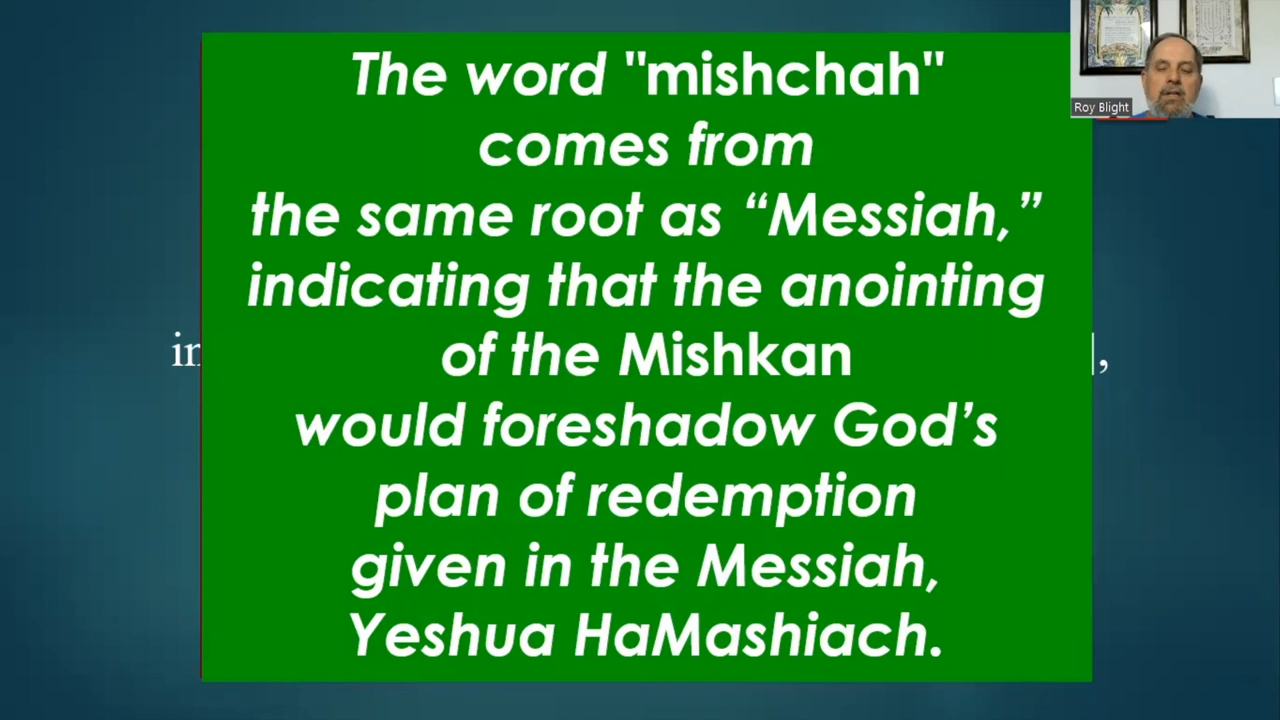 The word "mishchah"
comes from
the same root as “Messiah,”
indicating that the anointing
of the Mishkan
would foreshadow God’s
plan of redemption
given in the Messiah,
Yeshua HaMashiach.
Roy Blight